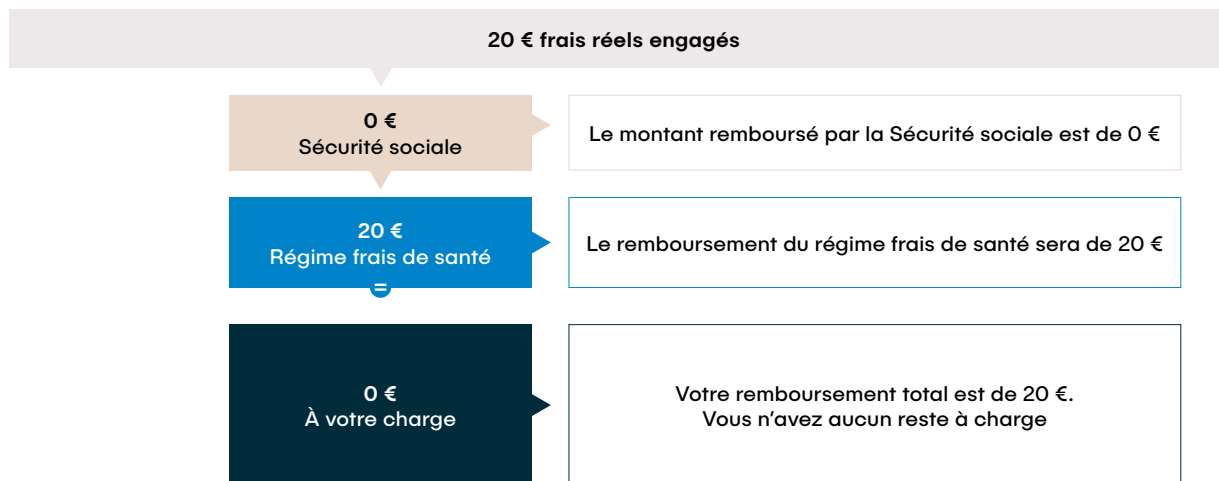 20 € frais réels engagés
0 €
Sécurité sociale
Le montant remboursé par la Sécurité sociale est de 0 €
20 €
Régime frais de santé
Le remboursement du régime frais de santé sera de 20 €
=
0 €
À votre charge
Votre remboursement total est de 20 €.
Vous n’avez aucun reste à charge